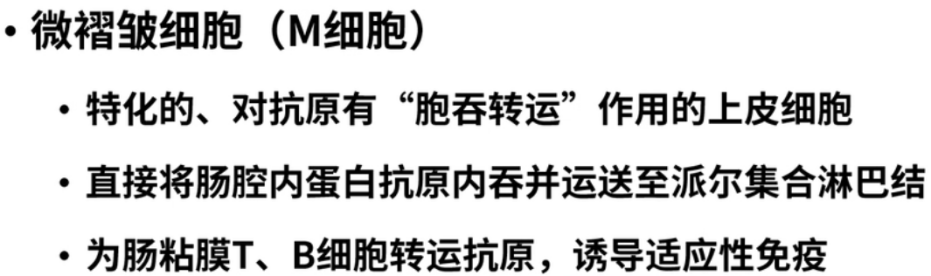 • 微褶皱细胞（M细胞）
• 特化的、对抗原有“胞吞转运”作用的上皮细胞
• 直接将肠腔内蛋白抗原内吞并运送至派尔集合淋巴结
• 为肠粘膜T、B细胞转运抗原，诱导适应性免疫